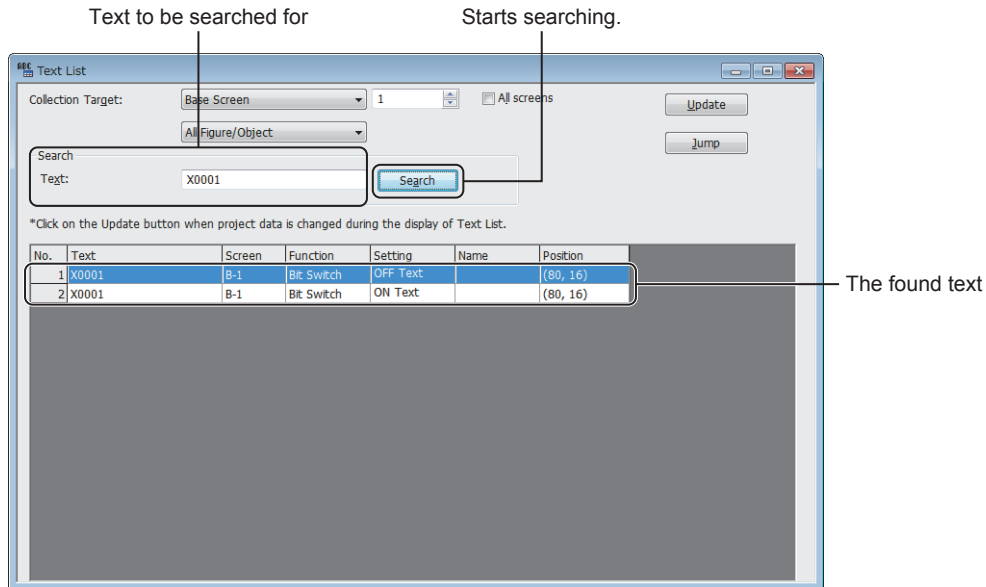 Text to be searched for Starts searching.
ABC Text List
Collection Target: Base Screen 1 All screens Update
All Figure/Object Jump
Search
Text: X0001 Search
*Click on the Update button when project data is changed during the display of Text List.
No. Text Screen Function Setting Name Position
1 X0001 B-1 Bit Switch OFF Text (80, 16)
The found text
2 X0001 B-1 Bit Switch ON Text (80, 16)